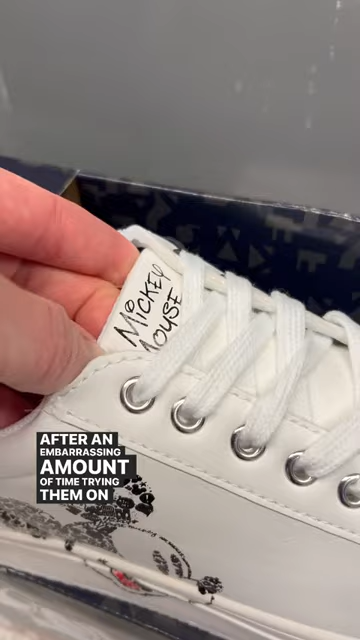 MiCKEY
MOUSE
AFTER AN
EMBARRASSING
AMOUNT
OF TIME TRYING
THEM ON